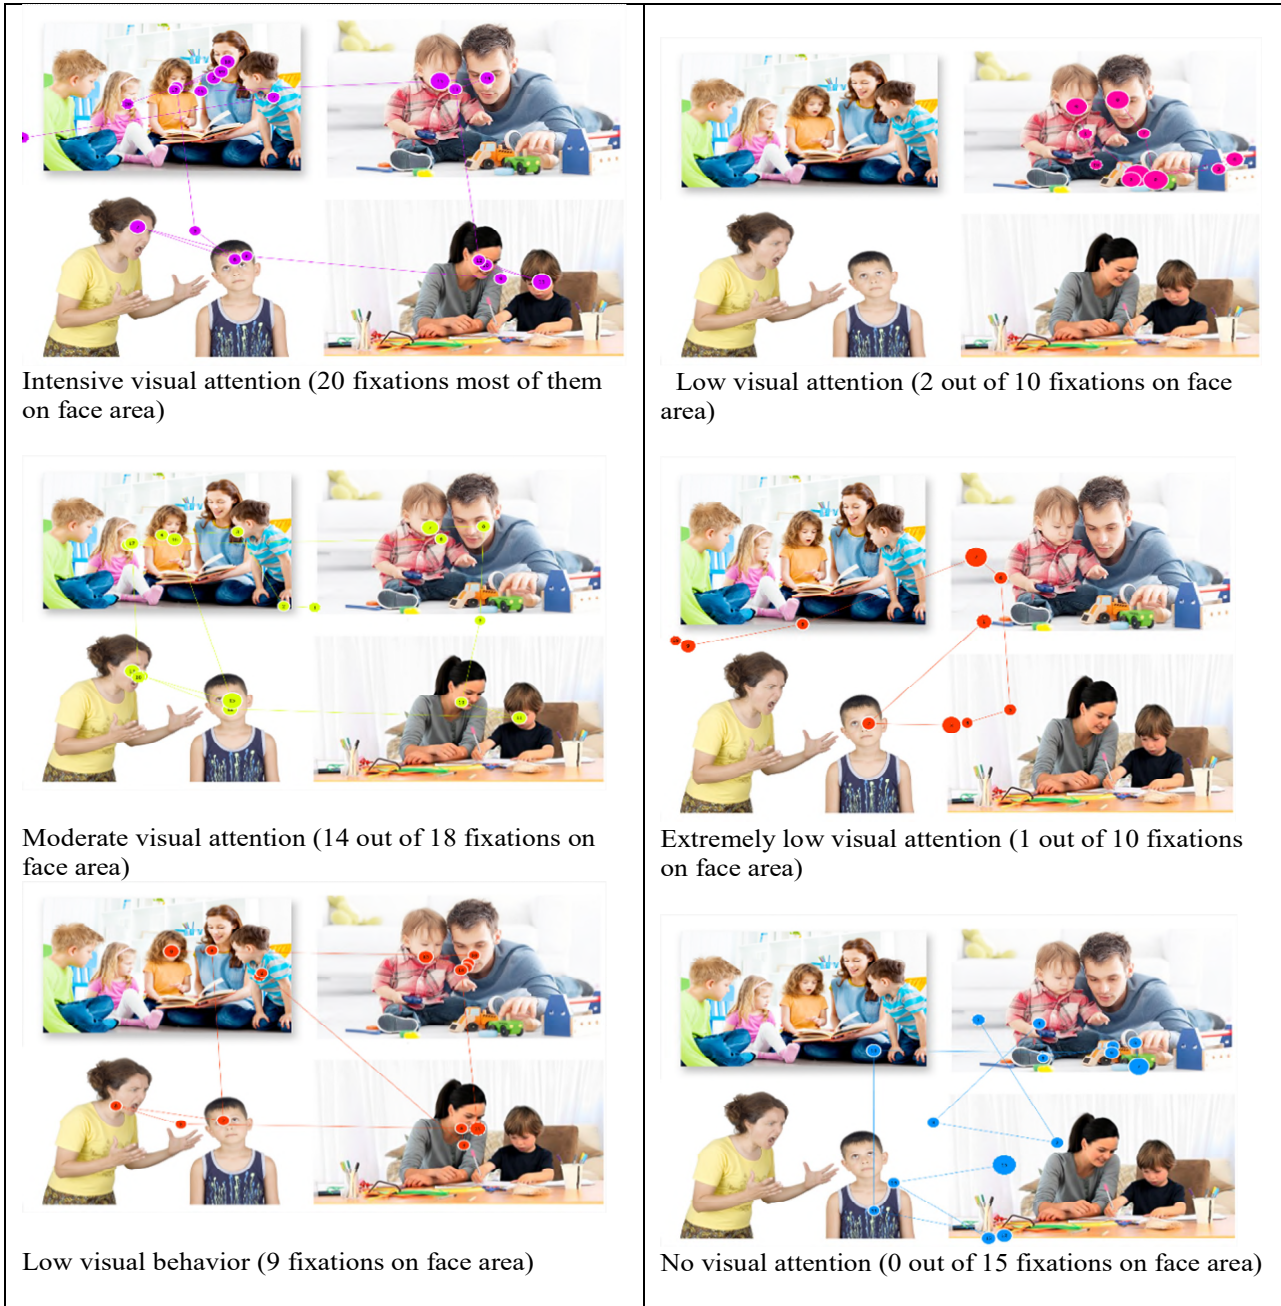 Intensive visual attention (20 fixations most of them
on face area)
Low visual attention (2 out of 10 fixations on face
area)
Moderate visual attention (14 out of 18 fixations on
face area)
Extremely low visual attention (1 out of 10 fixations
on face area)
Low visual behavior (9 fixations on face area)
No visual attention (0 out of 15 fixations on face area)